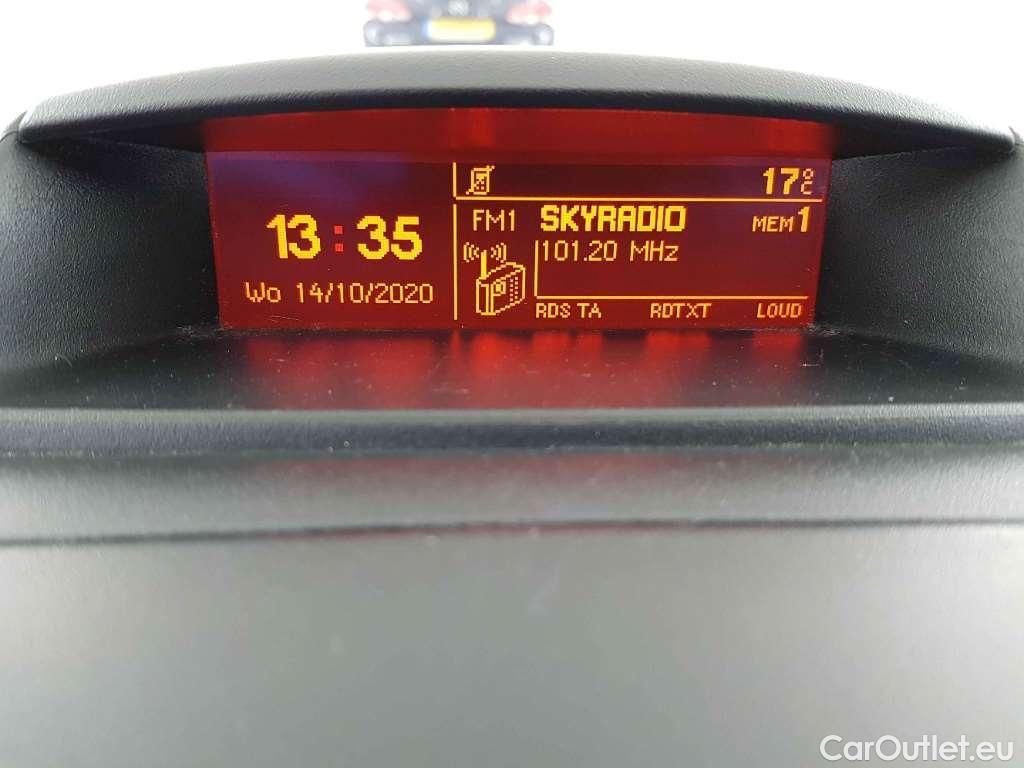 13:35
Wo 14/10/2020
17°C
FM1 SKYRADIO MEM1
101.20 MHz
RDS TA RDTXT LOUD
CarOutlet.eu